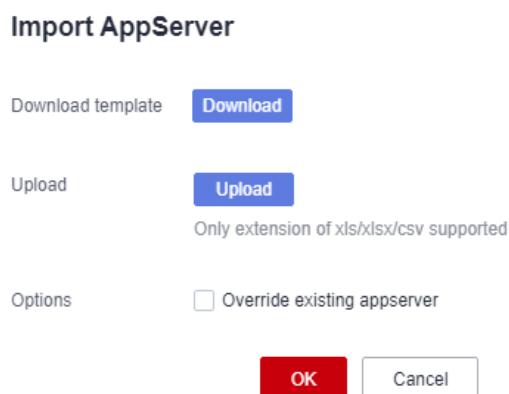 Import AppServer
Download template Download
Upload Upload
Only extension of xls/xlsx/csv supported
Options Override existing appserver
OK Cancel